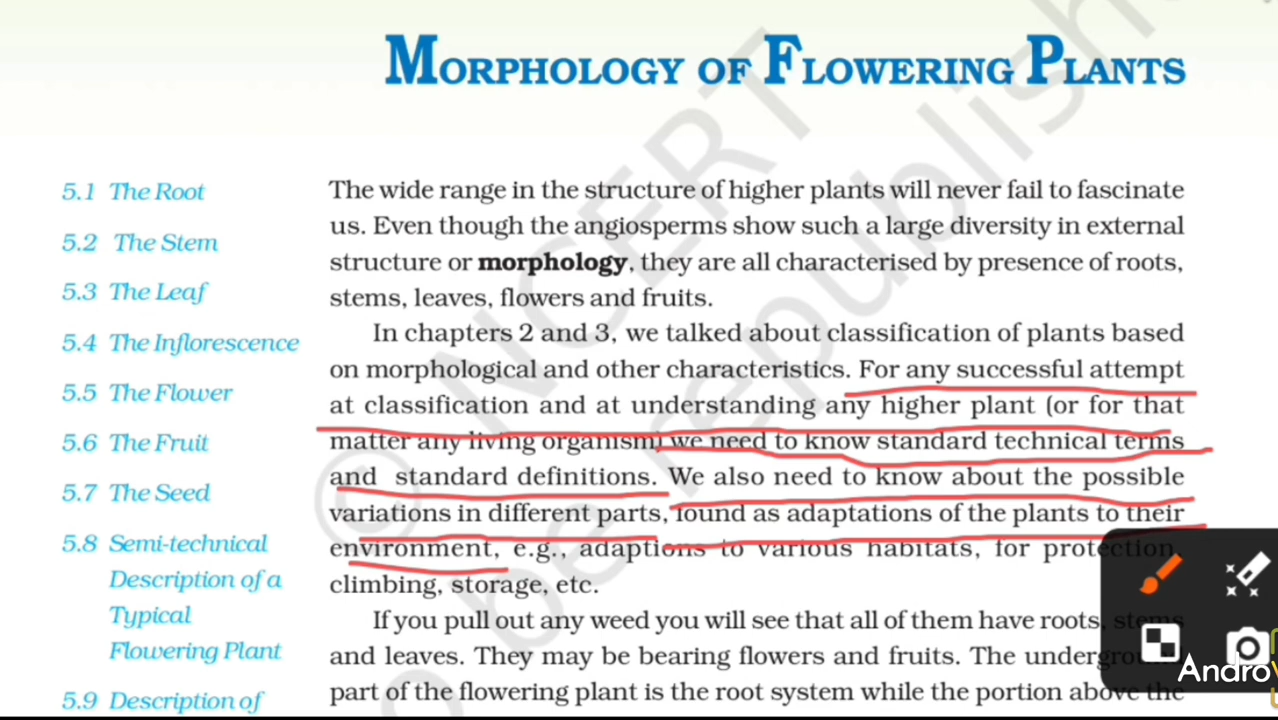 MORPHOLOGY OF FLOWERING PLANTS
5.1 The Root
5.2 The Stem
5.3 The Leaf
5.4 The Inflorescence
5.5 The Flower
5.6 The Fruit
5.7 The Seed
5.8 Semi-technical
Description of a
Typical
Flowering Plant
5.9 Description of
The wide range in the structure of higher plants will never fail to fascinate
us. Even though the angiosperms show such a large diversity in external
structure or morphology, they are all characterised by presence of roots,
stems, leaves, flowers and fruits.
In chapters 2 and 3, we talked about classification of plants based
on morphological and other characteristics. For any successful attempt
at classification and at understanding any higher plant (or for that
matter any living organism) we need to know standard technical terms
and standard definitions. We also need to know about the possible
variations in different parts, found as adaptations of the plants to their
environment, e.g., adaptions to various habitats, for protection,
climbing, storage, etc.
If you pull out any weed you will see that all of them have roots, stems
and leaves. They may be bearing flowers and fruits. The underground
part of the flowering plant is the root system while the portion above the
© NCERT
republish
o be
Andro